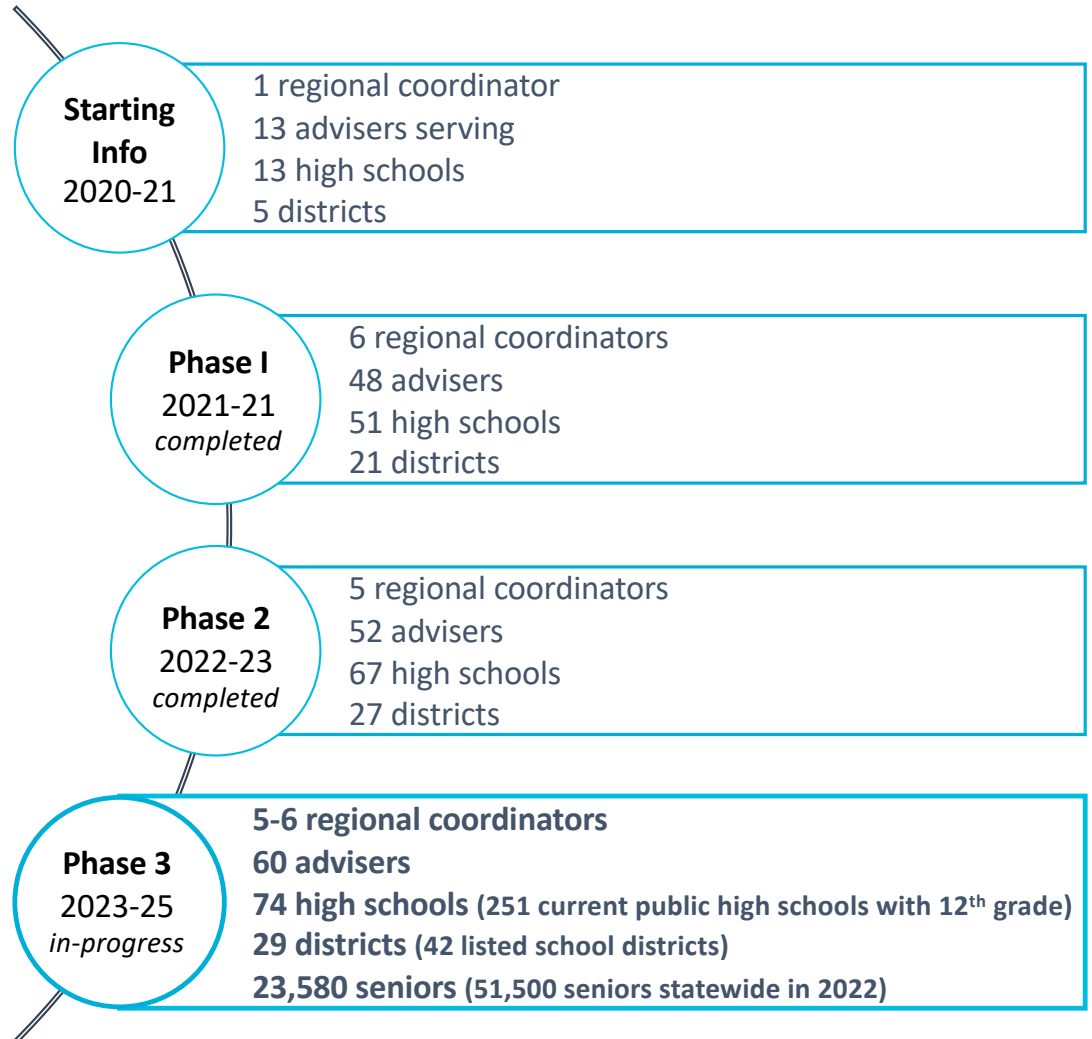 Starting
Info
2020-21
1 regional coordinator
13 advisers serving
13 high schools
5 districts
Phase I
2021-21
completed
6 regional coordinators
48 advisers
51 high schools
21 districts
Phase 2
2022-23
completed
5 regional coordinators
52 advisers
67 high schools
27 districts
Phase 3
2023-25
in-progress
5-6 regional coordinators
60 advisers
74 high schools (251 current public high schools with 12th grade)
29 districts (42 listed school districts)
23,580 seniors (51,500 seniors statewide in 2022)